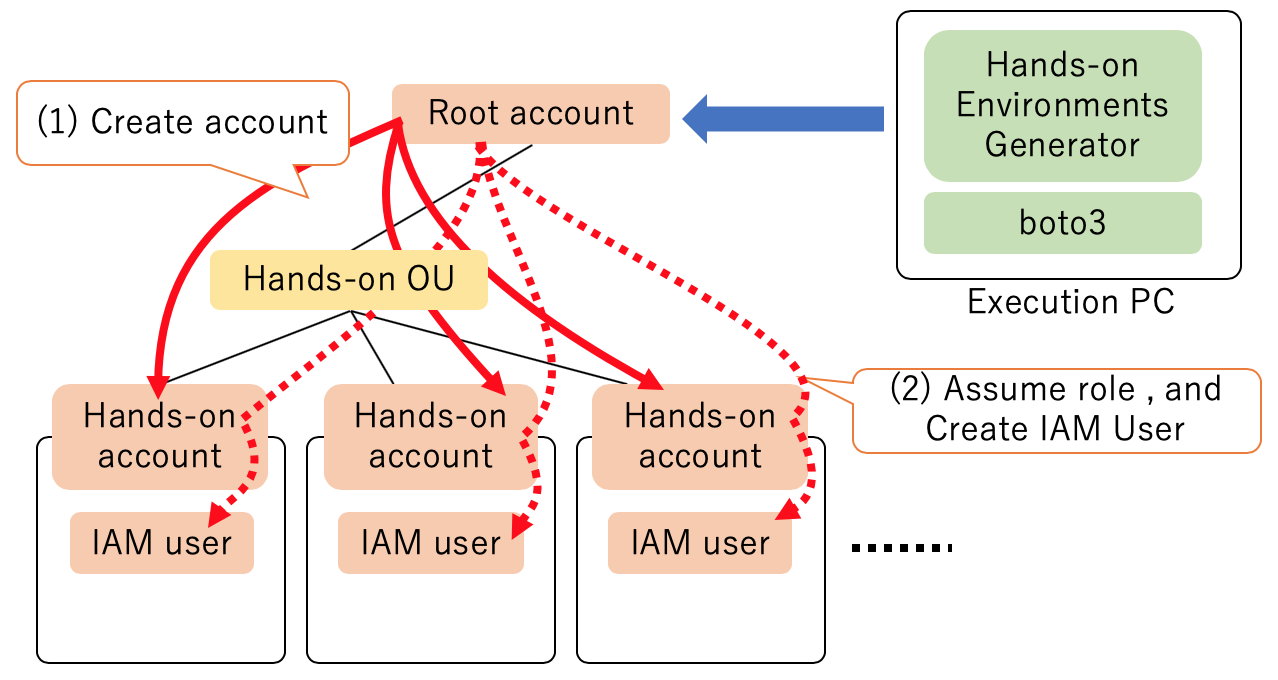 Hands-on
Environments
Generator
boto3
Execution PC
(1) Create account
Root account
Hands-on OU
(2) Assume role , and
Create IAM User
Hands-on
account
IAM user
Hands-on
account
IAM user
Hands-on
account
IAM user